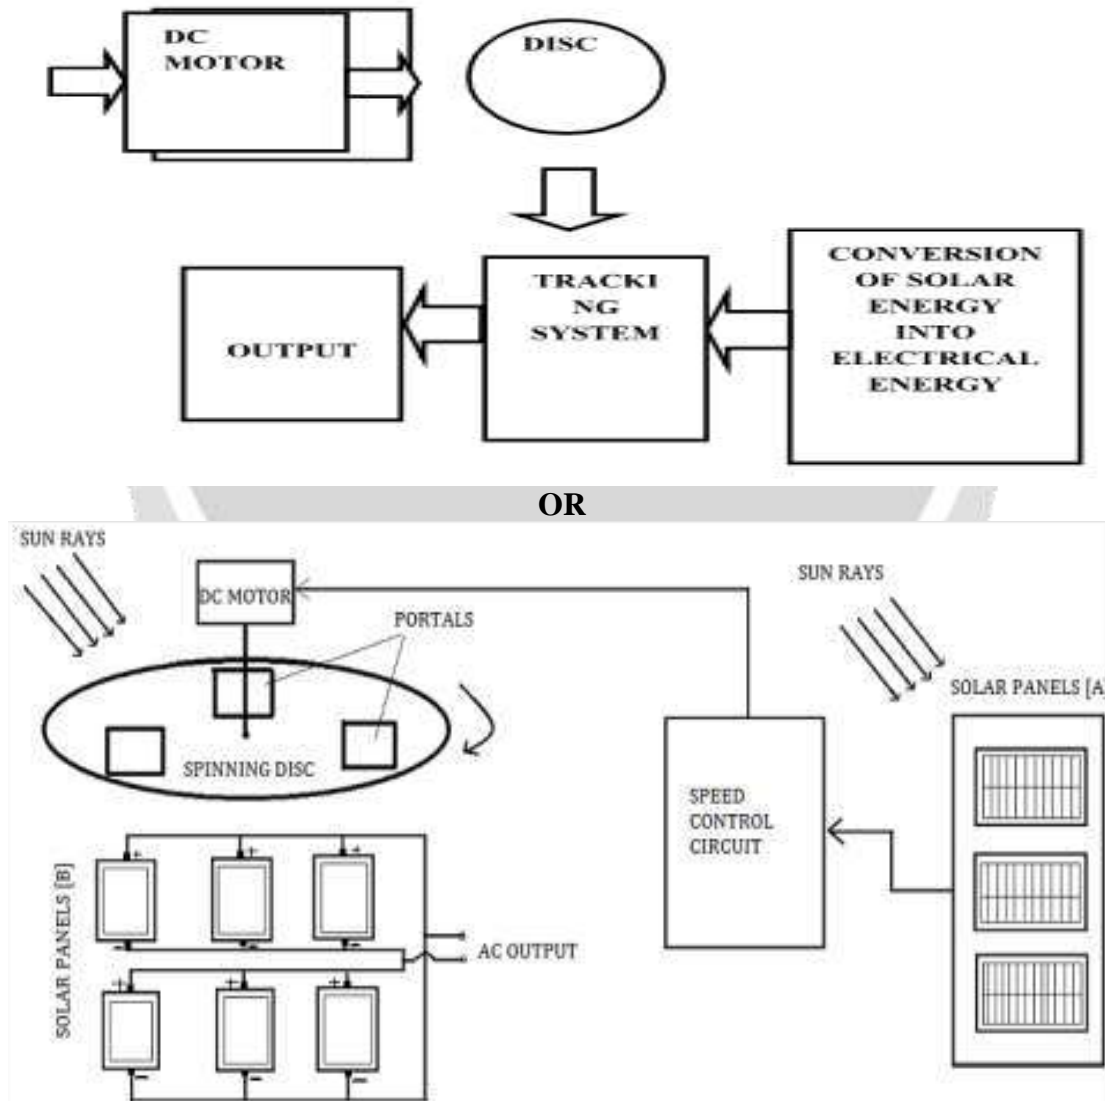 DC
MOTOR
DISC
CONVERSION
OF SOLAR
ENERGY
INTO
ELECTRICAL
ENERGY
TRACKI
NG
SYSTEM
OUTPUT
OR
SUN RAYS
DC MOTOR
PORTALS
SPINNING DISC
SUN RAYS
SOLAR PANELS [A]
SPEED
CONTROL
CIRCUIT
SOLAR PANELS [B]
+ + +
- - -
AC OUTPUT
+ + +
- - -